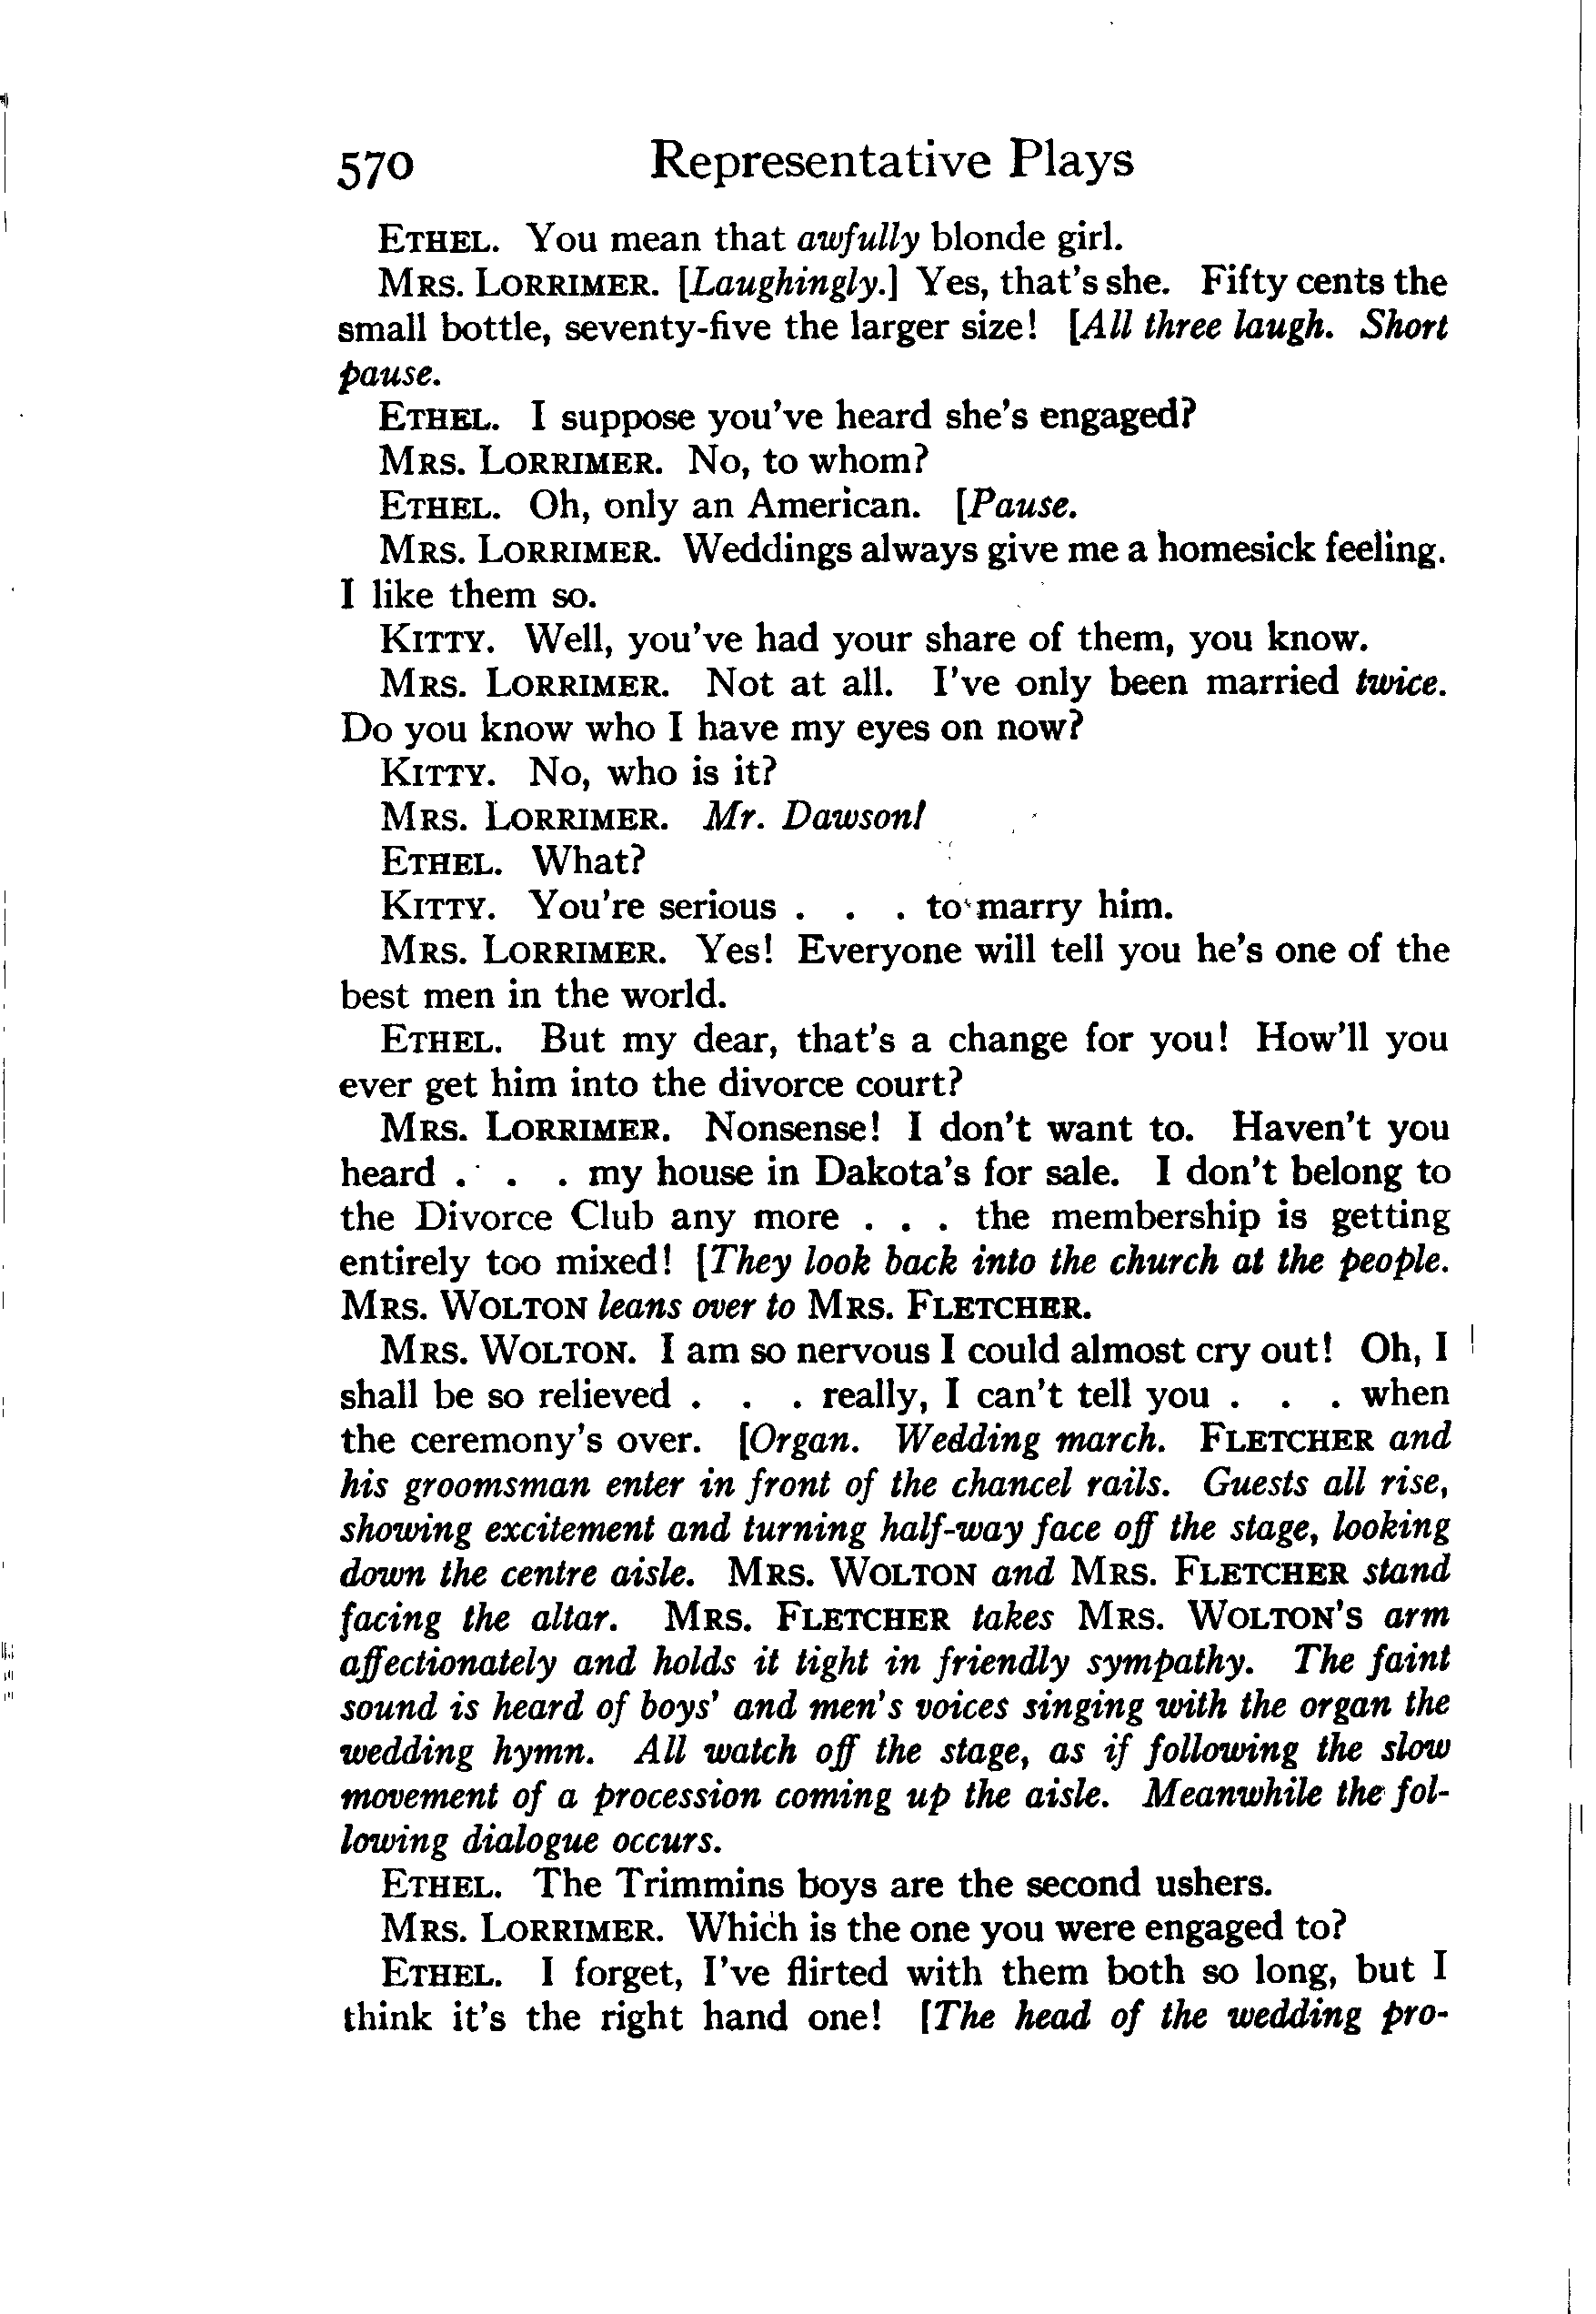 570 Representative Plays
ETHEL. You mean that awfully blonde girl.
MRS. LORRIMER. [Laughingly.] Yes, that's she. Fifty cents the
small bottle, seventy-five the larger size! [All three laugh. Short
pause.
ETHEL. I suppose you've heard she's engaged?
MRS. LORRIMER. No, to whom?
ETHEL. Oh, only an American. [Pause.
MRS. LORRIMER. Weddings always give me a homesick feeling.
I like them so.
KITTY. Well, you've had your share of them, you know.
MRS. LORRIMER. Not at all. I've only been married twice.
Do you know who I have my eyes on now?
KITTY. No, who is it?
MRS. LORRIMER. Mr. Dawson!
ETHEL. What?
KITTY. You're serious . . . to marry him.
MRS. LORRIMER. Yes! Everyone will tell you he's one of the
best men in the world.
ETHEL. But my dear, that's a change for you! How'll you
ever get him into the divorce court?
MRS. LORRIMER. Nonsense! I don't want to. Haven't you
heard . . . my house in Dakota's for sale. I don't belong to
the Divorce Club any more . . . the membership is getting
entirely too mixed! [They look back into the church at the people.
MRS. WOLTON leans over to MRS. FLETCHER.
MRS. WOLTON. I am so nervous I could almost cry out! Oh, I
shall be so relieved . . . really, I can't tell you . . . when
the ceremony's over. [Organ. Wedding march. FLETCHER and
his groomsman enter in front of the chancel rails. Guests all rise,
showing excitement and turning half-way face off the stage, looking
down the centre aisle. MRS. WOLTON and MRS. FLETCHER stand
facing the altar. MRS. FLETCHER takes MRS. WOLTON'S arm
affectionately and holds it tight in friendly sympathy. The faint
sound is heard of boys' and men's voices singing with the organ the
wedding hymn. All watch off the stage, as if following the slow
movement of a procession coming up the aisle. Meanwhile the fol-
lowing dialogue occurs.
ETHEL. The Trimmins boys are the second ushers.
MRS. LORRIMER. Which is the one you were engaged to?
ETHEL. I forget, I've flirted with them both so long, but I
think it's the right hand one! [The head of the wedding pro-